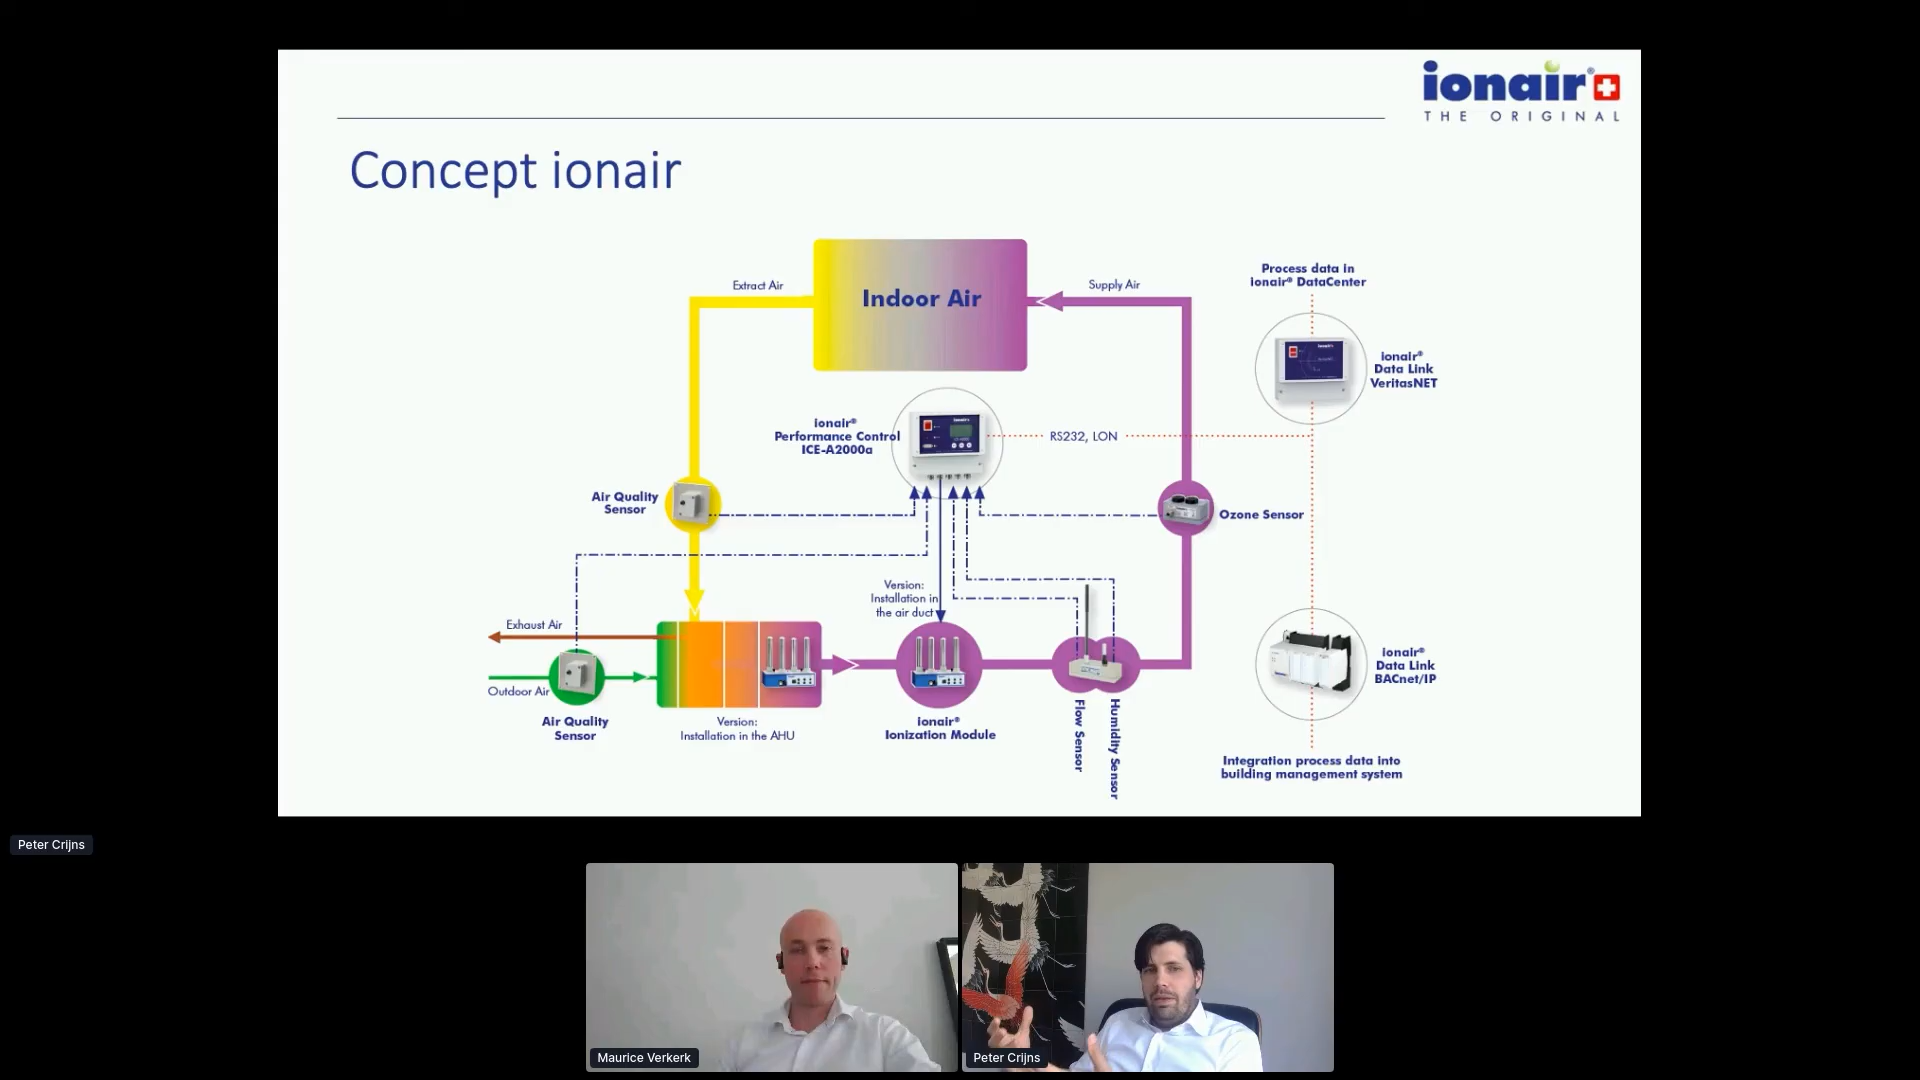 ionair®
THE ORIGINAL
Concept ionair
Extract Air
Indoor Air
Supply Air
Process data in
ionair® DataCenter
ionair®
Data Link
VeritasNET
ionair®
Performance Control
ICE-A2000a
RS232, LON
Air Quality
Sensor
Ozone Sensor
Version:
Installation in
the air duct
Exhaust Air
Outdoor Air
Air Quality
Sensor
Version:
Installation in the AHU
ionair®
Ionization Module
Flow Sensor
Humidity Sensor
ionair®
Data Link
BACnet/IP
Integration process data into
building management system
Peter Crijns
Maurice Verkerk
Peter Crijns